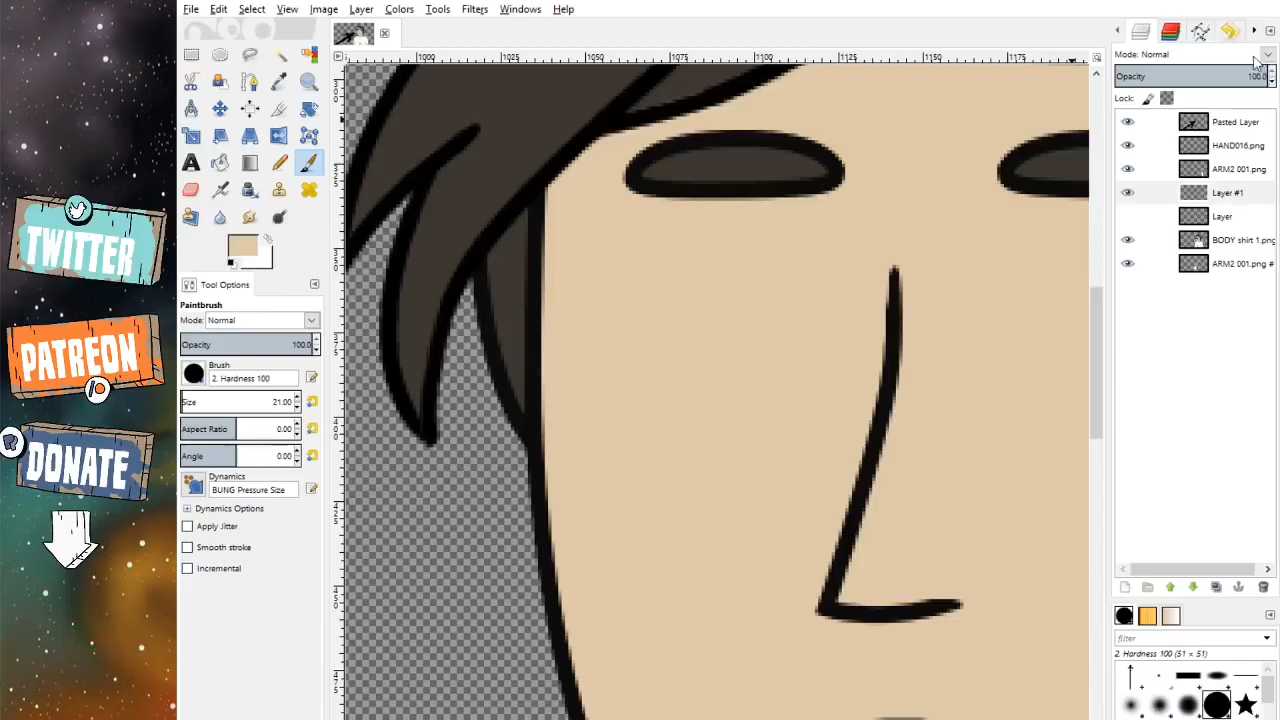 File Edit Select View Image Layer Colors Tools Filters Windows Help
1000 1025 1050 1075 1100 1125 1150 1175
Mode: Normal
Opacity 100.0
Lock:
Pasted Layer
HAND016.png
ARM2 001.png
Layer #1
Layer
BODY shirt 1.png
ARM2 001.png #
TWITTER
PATREON
DONATE
Tool Options
Paintbrush
Mode: Normal
Opacity 100.0
Brush
2. Hardness 100
Size 21.00
Aspect Ratio 0.00
Angle 0.00
Dynamics
BUNG Pressure Size
Dynamics Options
Apply Jitter
Smooth stroke
Incremental
filter
2. Hardness 100 (51 × 51)